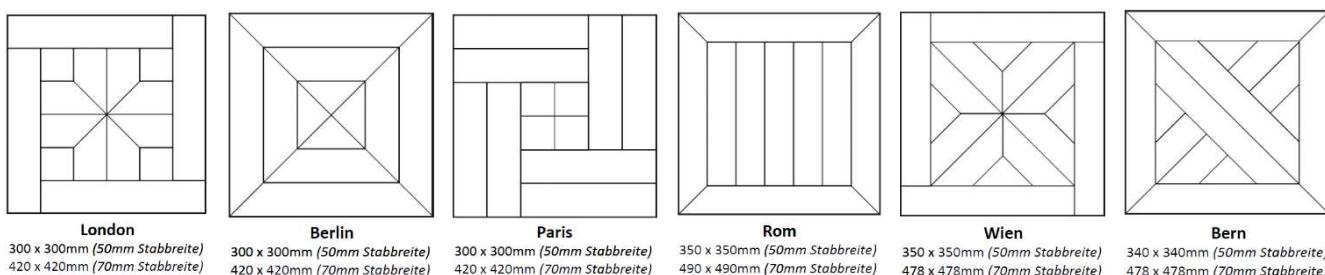 London
300 x 300mm (50mm Stabbreite)
420 x 420mm (70mm Stabbreite)
Berlin
300 x 300mm (50mm Stabbreite)
420 x 420mm (70mm Stabbreite)
Paris
300 x 300mm (50mm Stabbreite)
420 x 420mm (70mm Stabbreite)
Rom
350 x 350mm (50mm Stabbreite)
490 x 490mm (70mm Stabbreite)
Wien
350 x 350mm (50mm Stabbreite)
478 x 478mm (70mm Stabbreite)
Bern
340 x 340mm (50mm Stabbreite)
478 x 478mm (70mm Stabbreite)